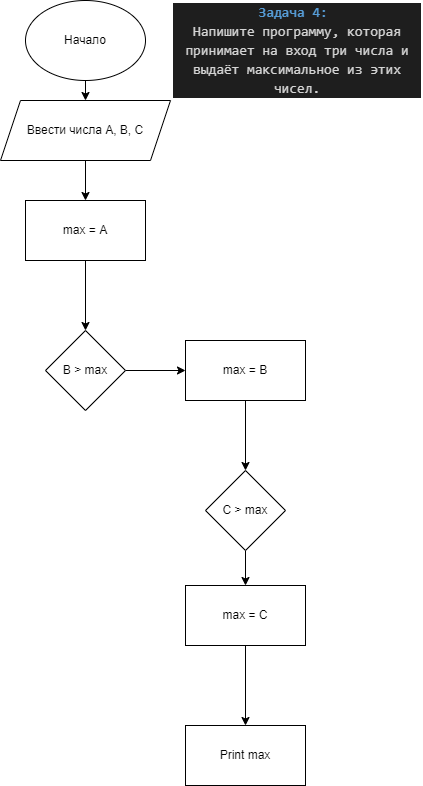 Задача 4:
Напишите программу, которая
принимает на вход три числа и
выдаёт максимальное из этих
чисел.
Начало
Ввести числа A, B, C
max = A
B > max
max = B
C > max
max = C
Print max